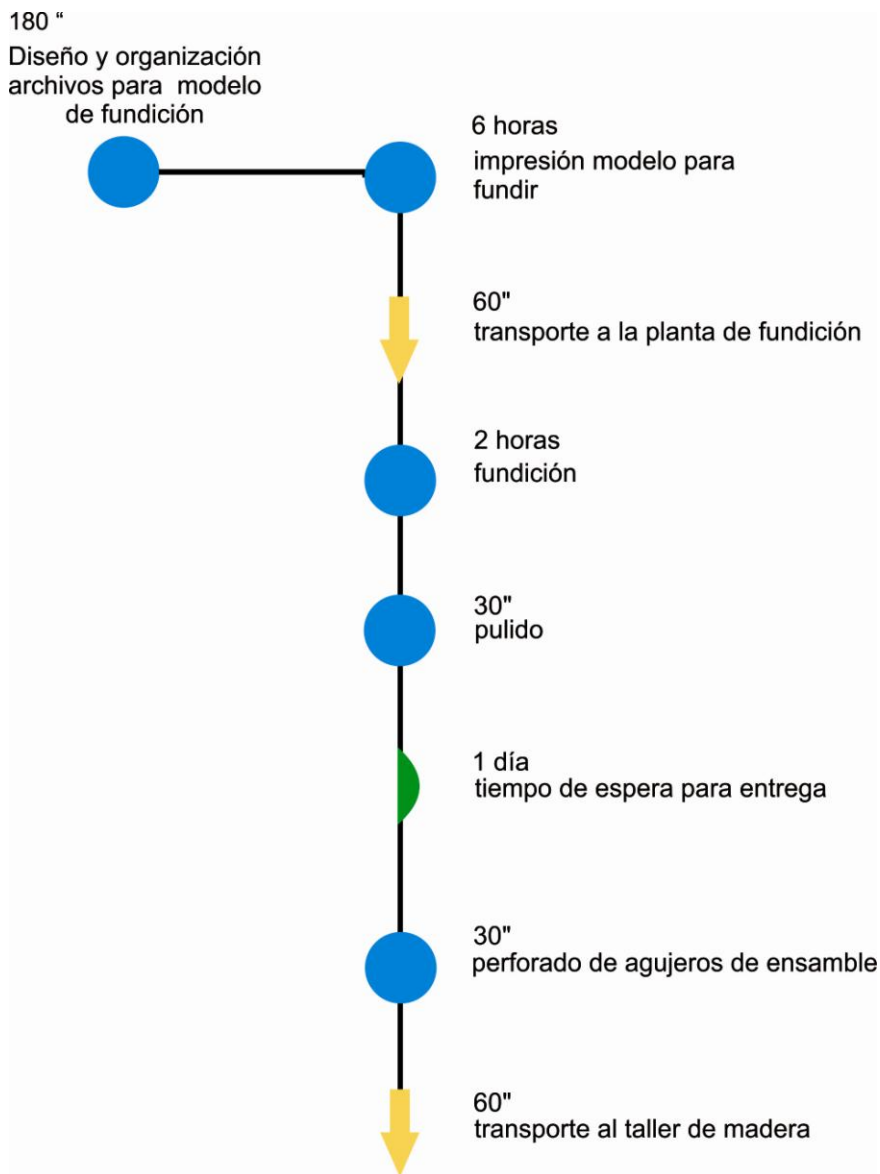 180 “
Diseño y organización
archivos para modelo
de fundición
6 horas
impresión modelo para
fundir
60"
transporte a la planta de fundición
2 horas
fundición
30"
pulido
1 día
tiempo de espera para entrega
30"
perforado de agujeros de ensamble
60"
transporte al taller de madera